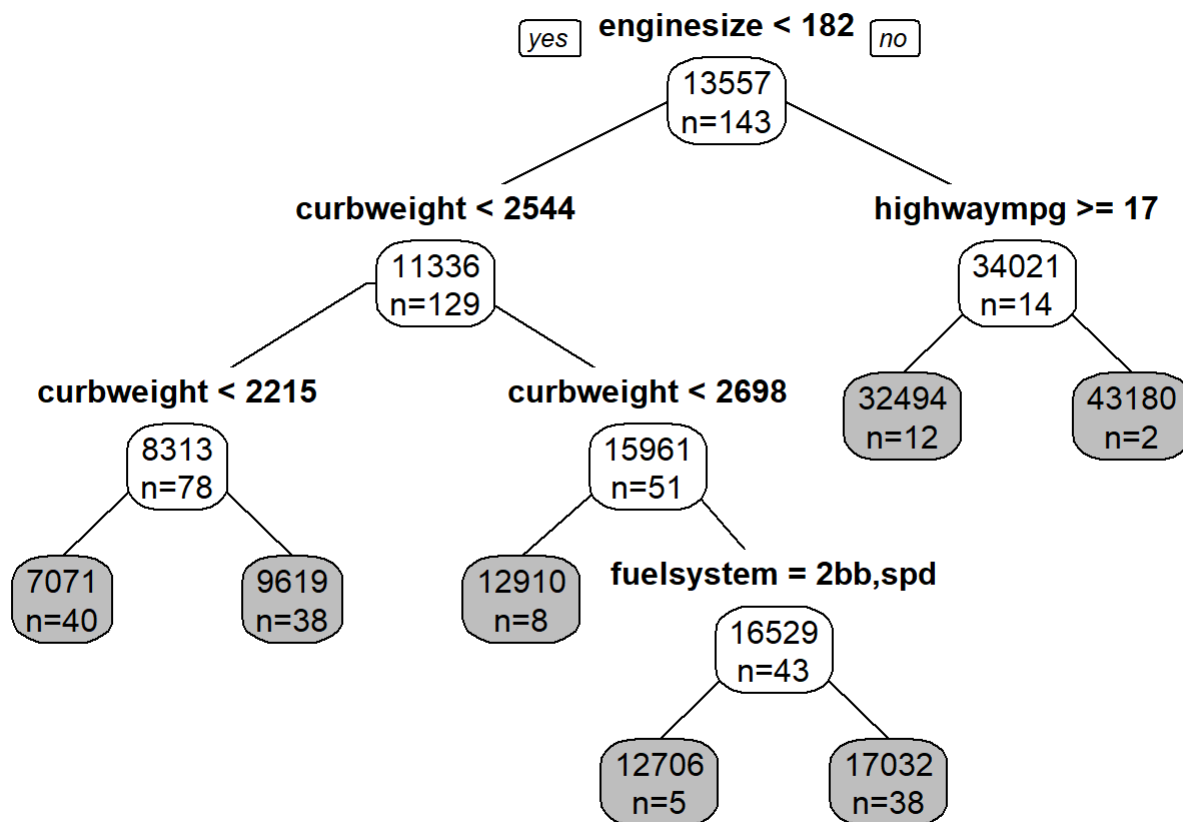 yes enginesize < 182 no
13557
n=143
curbweight < 2544 highwaympg >= 17
11336 34021
n=129 n=14
curbweight < 2215 curbweight < 2698
32494 43180
n=12 n=2
8313 15961
n=78 n=51
fuelsystem = 2bb,spd
7071 9619 12910
n=40 n=38 n=8
16529
n=43
12706 17032
n=5 n=38